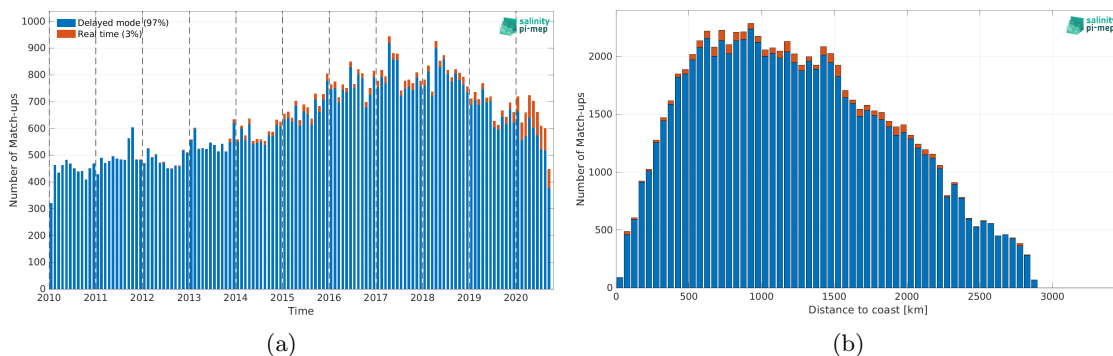 Delayed mode (97%)
Real time (3%)
salinity
pi-mep
Number of Match-ups
1000
900
800
700
600
500
400
300
200
100
0
2010 2011 2012 2013 2014 2015 2016 2017 2018 2019 2020
Time
(a)
salinity
pi-mep
Number of Match-ups
2000
1500
1000
500
0
0 500 1000 1500 2000 2500 3000
Distance to coast [km]
(b)